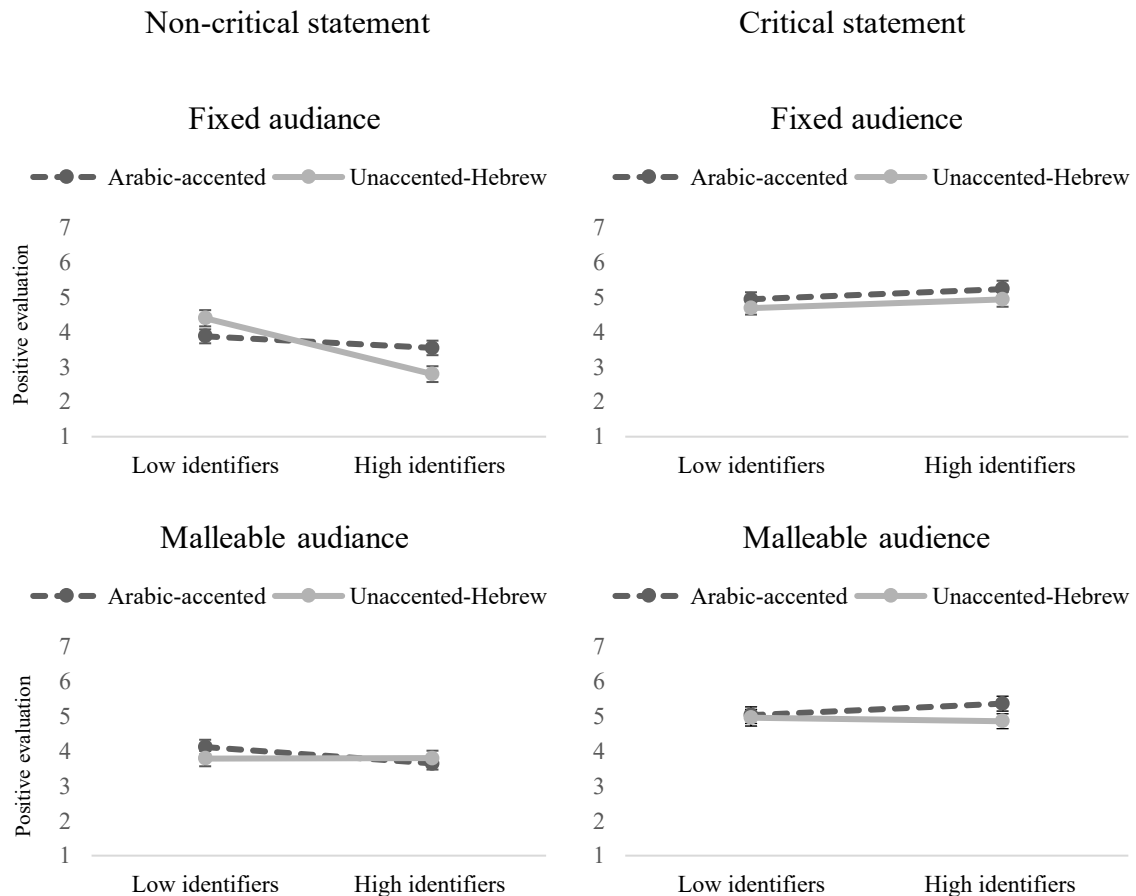 Non-critical statement
Critical statement
Fixed audiance
Arabic-accented Unaccented-Hebrew
Positive evaluation
7
6
5
4
3
2
1
Low identifiers High identifiers
Fixed audience
Arabic-accented Unaccented-Hebrew
7
6
5
4
3
2
1
Low identifiers High identifiers
Malleable audiance
Arabic-accented Unaccented-Hebrew
Positive evaluation
7
6
5
4
3
2
1
Low identifiers High identifiers
Malleable audience
Arabic-accented Unaccented-Hebrew
7
6
5
4
3
2
1
Low identifiers High identifiers